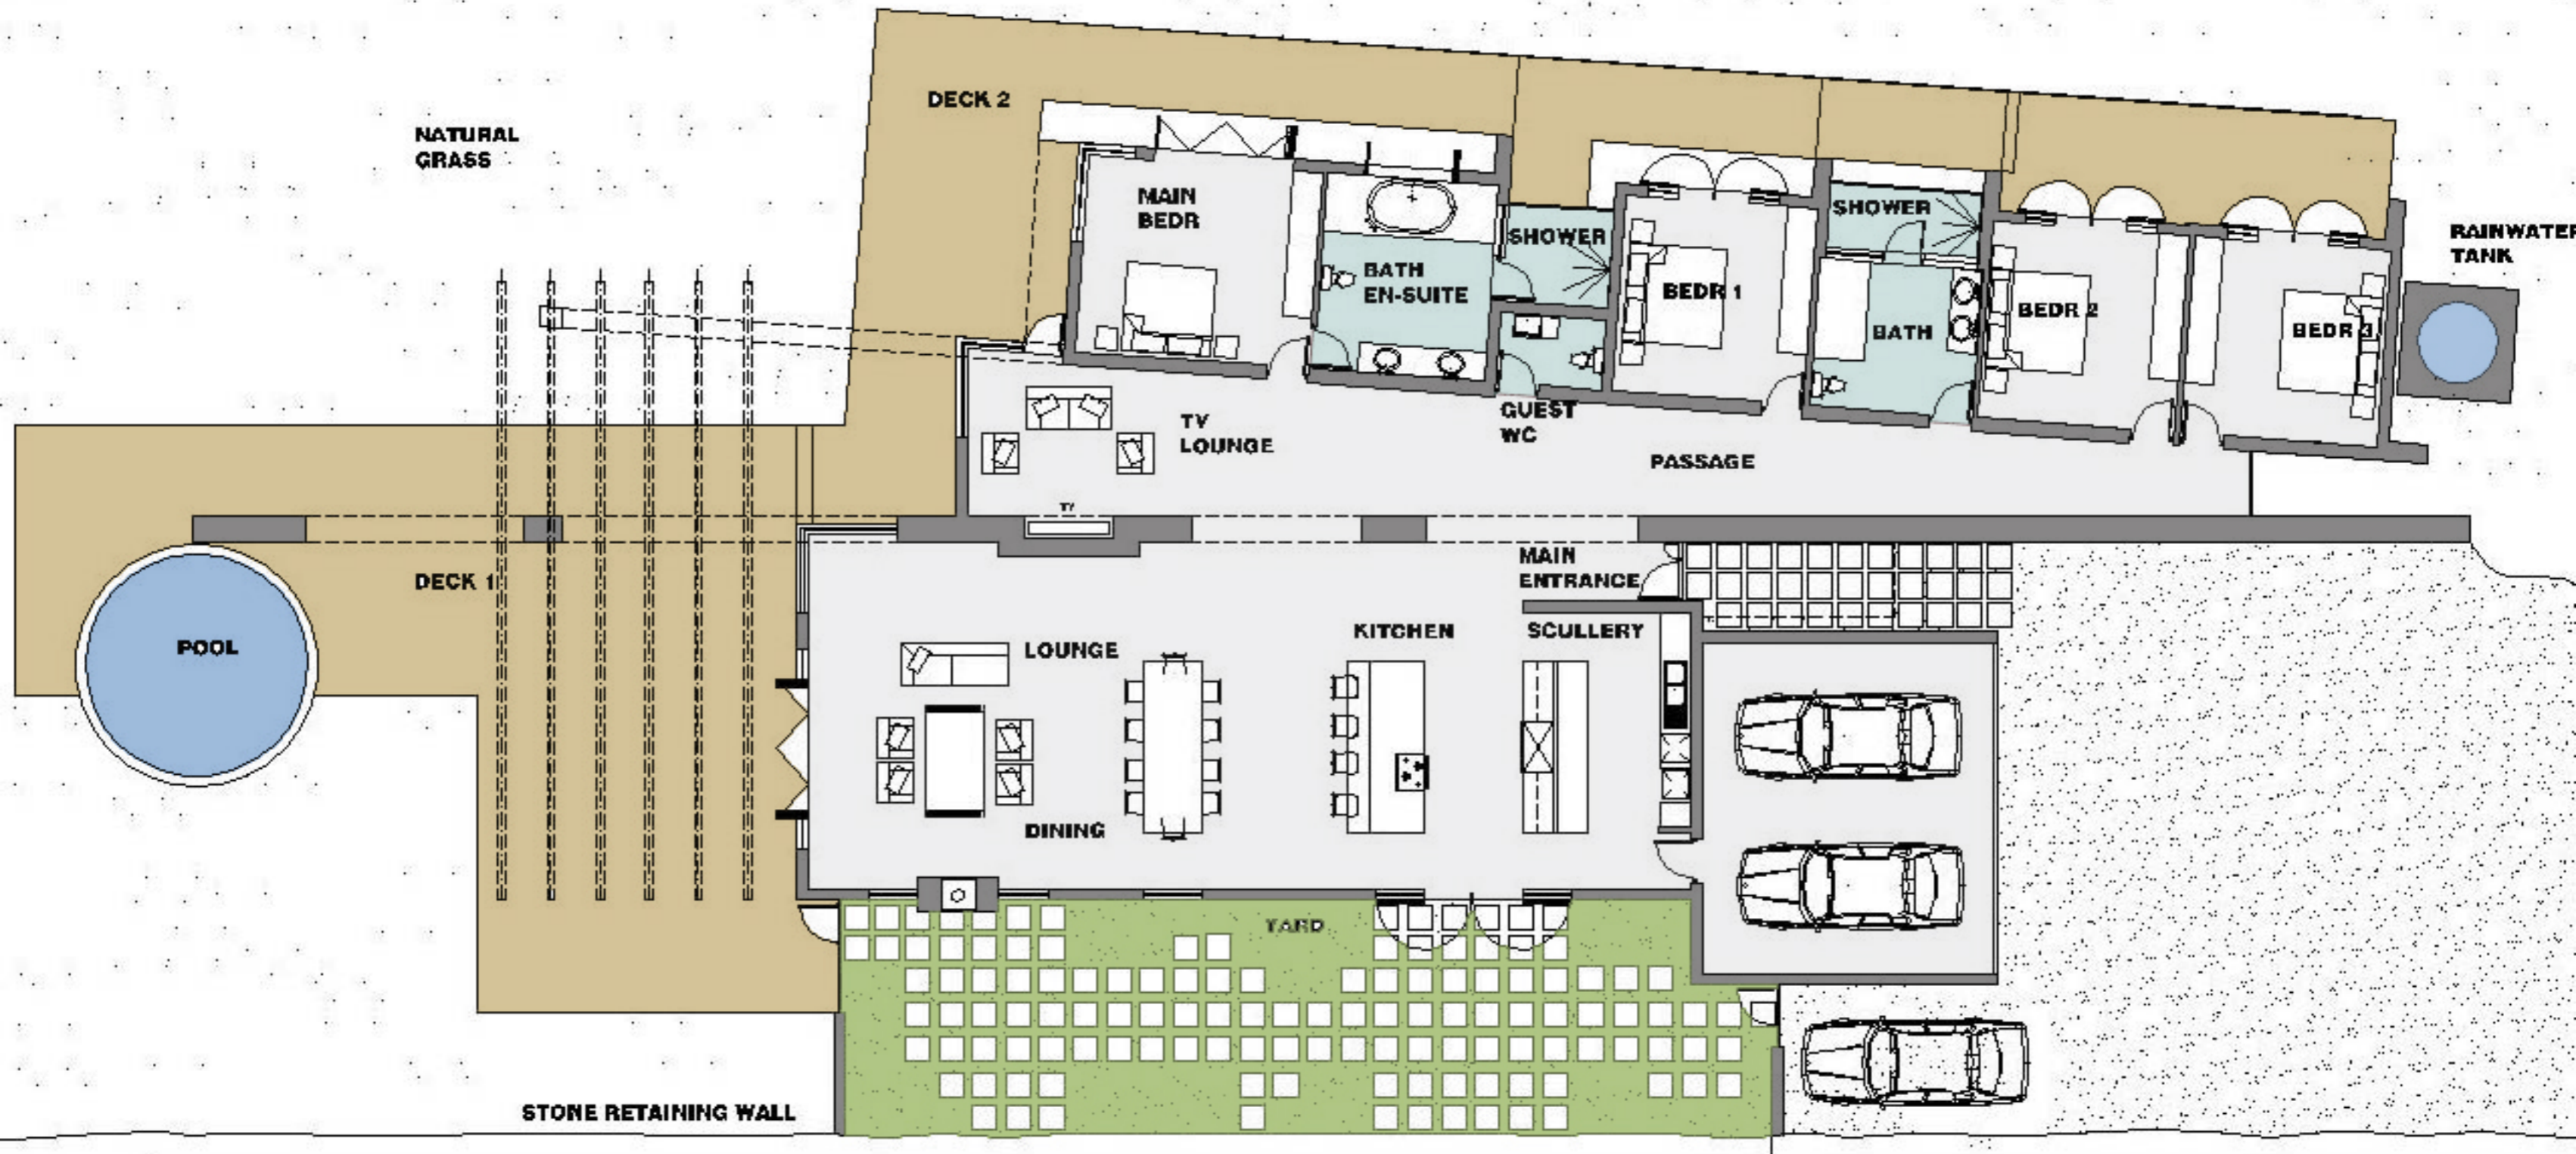 DECK 2
NATURAL
GRASS
MAIN
BEDR
SHOWER
SHOWER
RAINWATER
TANK
BATH
EN-SUITE
BEDR 1
BATH
BEDR 2
BEDR 3
TV
LOUNGE
GUEST
WC
PASSAGE
TV
MAIN
ENTRANCE
DECK 1
POOL
LOUNGE
KITCHEN
SCULLERY
DINING
YARD
STONE RETAINING WALL